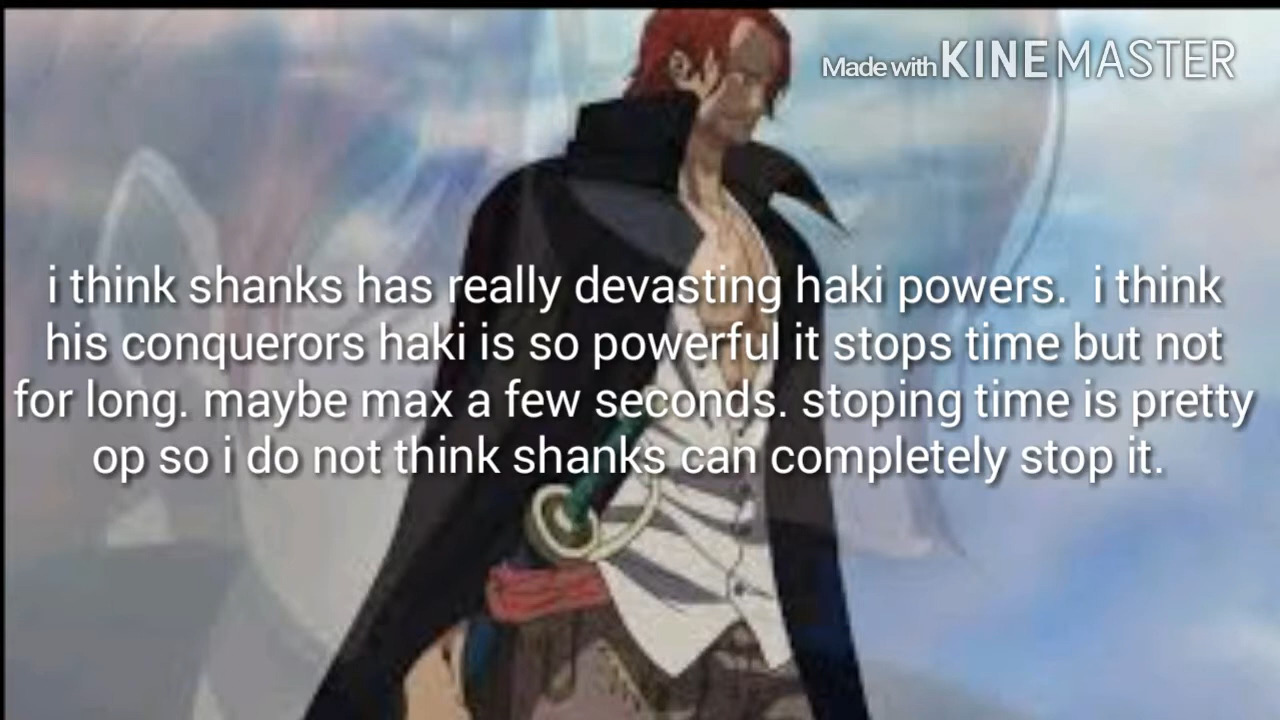 Made with KINEMASTER
i think shanks has really devasting haki powers.  i think
his conquerors haki is so powerful it stops time but not
for long. maybe max a few seconds. stoping time is pretty
op so i do not think shanks can completely stop it.